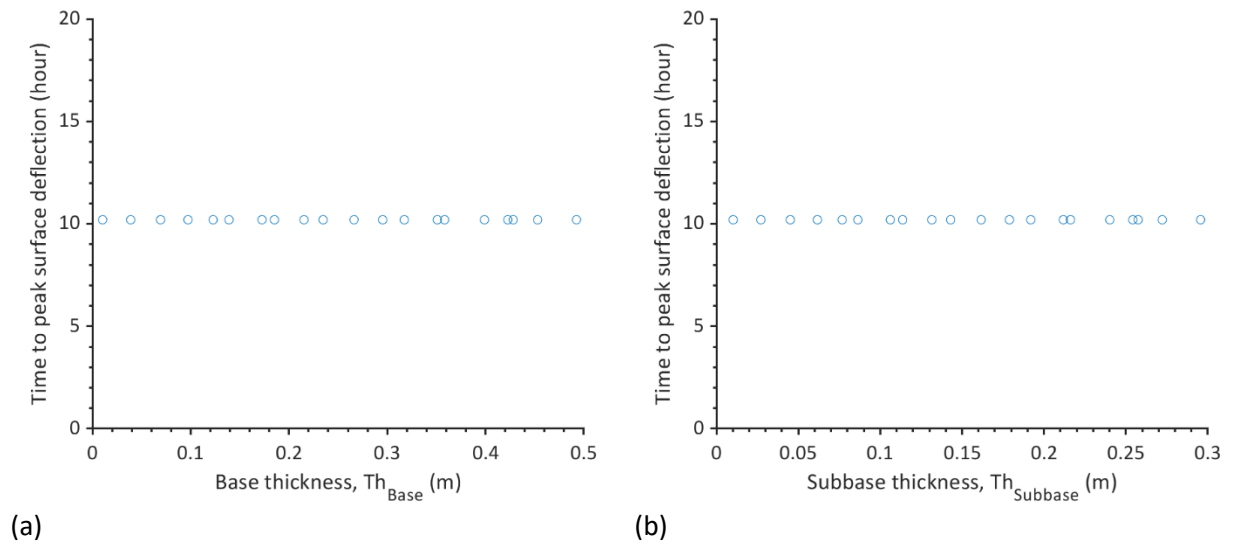 Time to peak surface deflection (hour)
20
15
10
5
0
0 0.1 0.2 0.3 0.4 0.5
Base thickness, Th_Base (m)
(a)
Time to peak surface deflection (hour)
20
15
10
5
0
0 0.05 0.1 0.15 0.2 0.25 0.3
Subbase thickness, Th_Subbase (m)
(b)